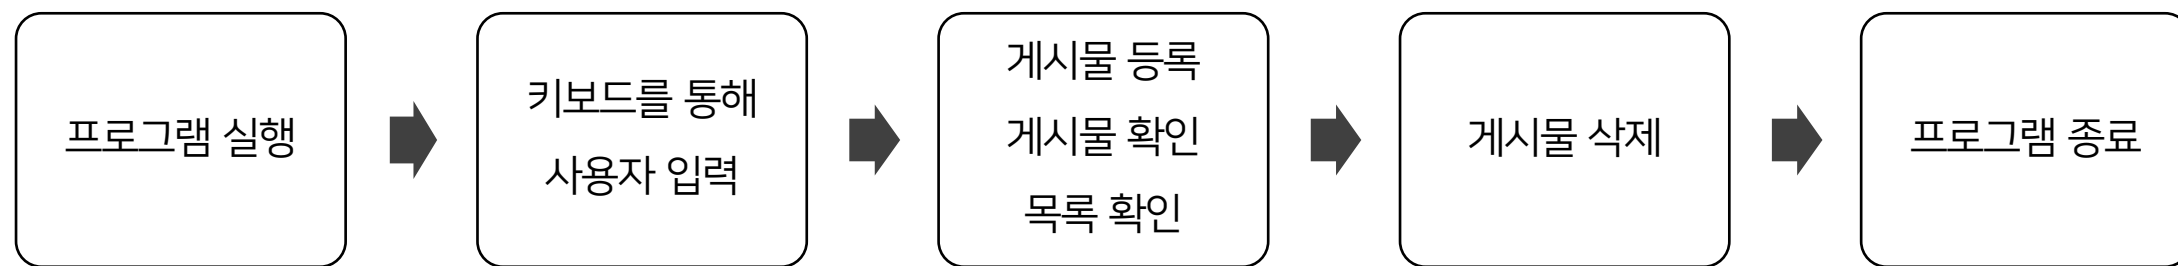 프로그램 실행
키보드를 통해
사용자 입력
게시물 등록
게시물 확인
목록 확인
게시물 삭제
프로그램 종료